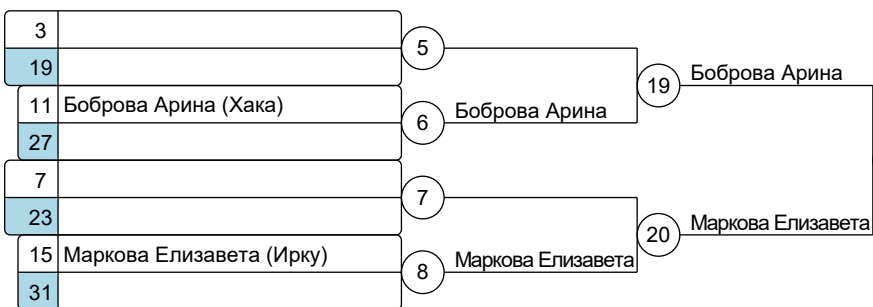 3
5
19
19 Боброва Арина
11 Боброва Арина (Хака)
6 Боброва Арина
27
7
7
23
20 Маркова Елизавета
15 Маркова Елизавета (Ирку)
8 Маркова Елизавета
31